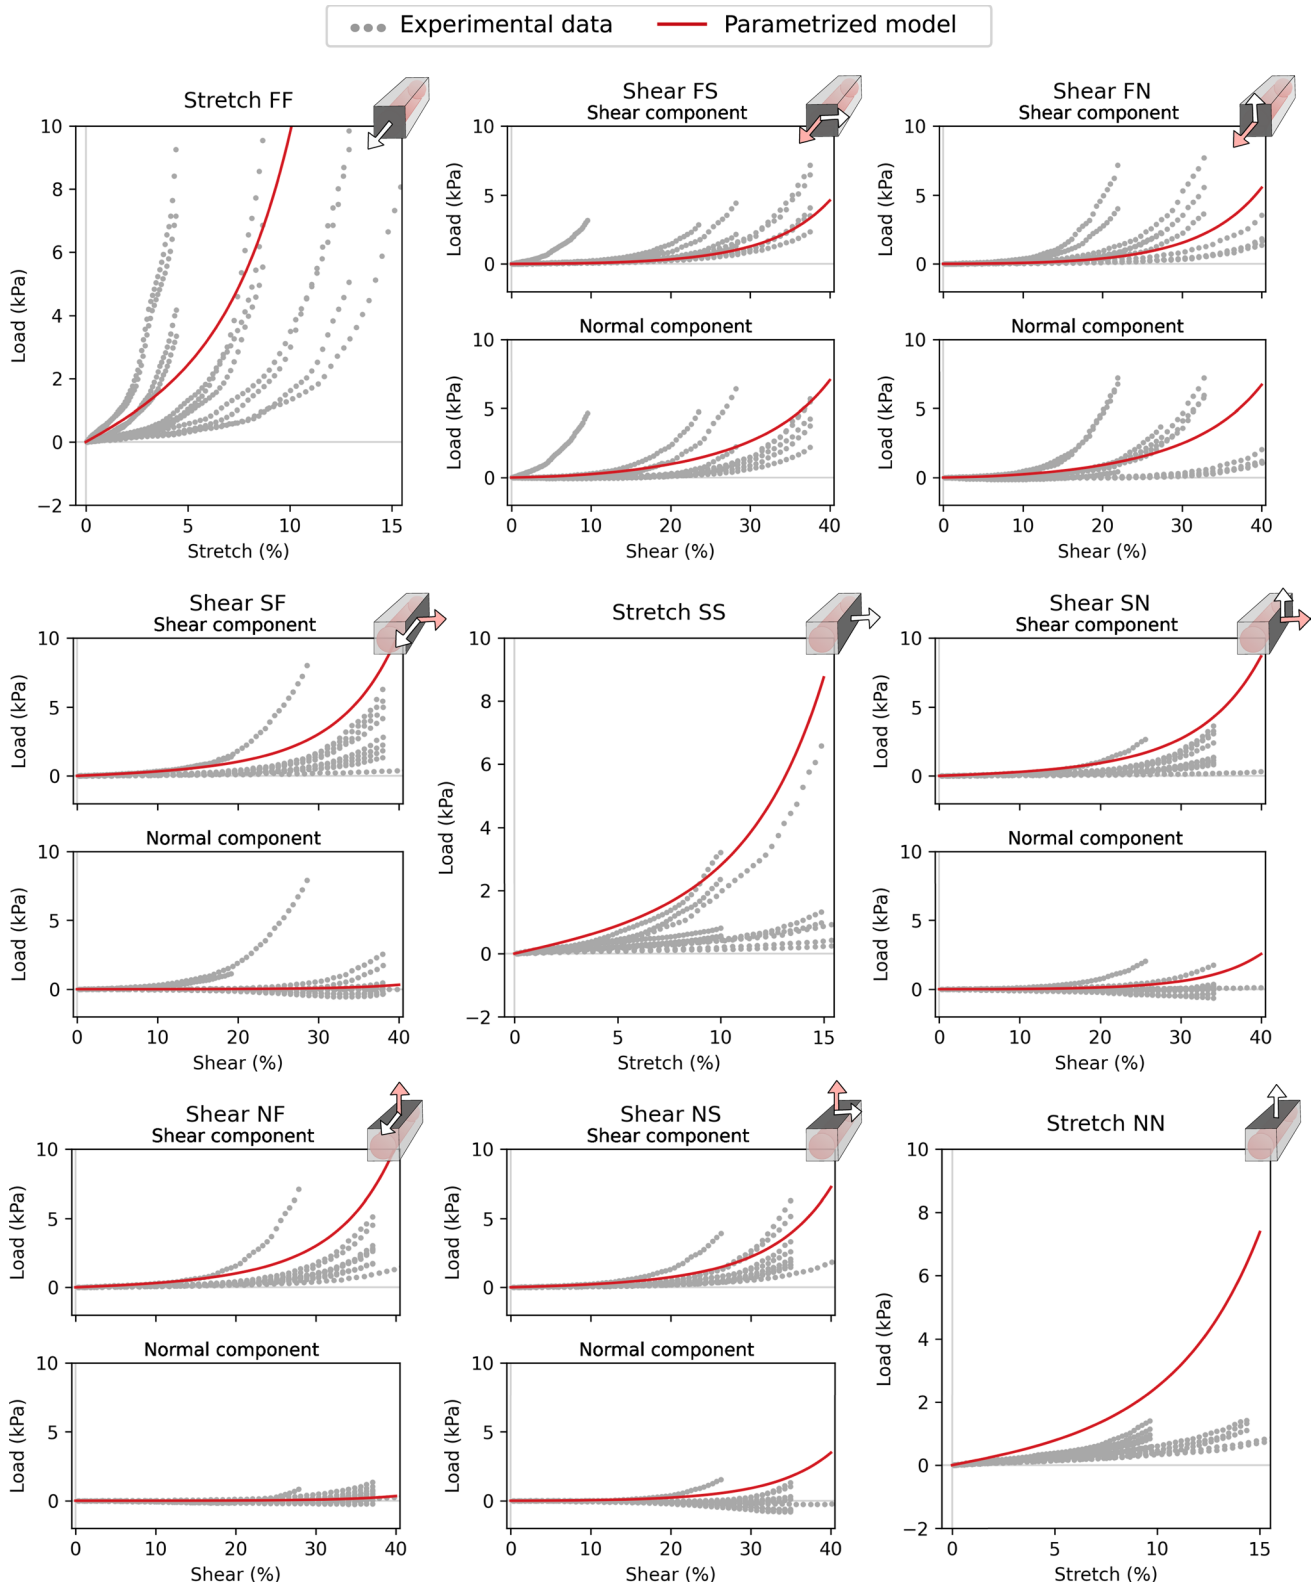 Experimental data Parametrized model
Stretch FF
Load (kPa)
10
8
6
4
2
0
−2
0 5 10 15
Stretch (%)
Shear FS
Shear component
Load (kPa)
10
5
0
Normal component
Load (kPa)
10
5
0
0 10 20 30 40
Shear (%)
Shear FN
Shear component
Load (kPa)
10
5
0
Normal component
Load (kPa)
10
5
0
0 10 20 30 40
Shear (%)
Shear SF
Shear component
Load (kPa)
10
5
0
Normal component
Load (kPa)
10
5
0
0 10 20 30 40
Shear (%)
Stretch SS
Load (kPa)
10
8
6
4
2
0
−2
0 5 10 15
Stretch (%)
Shear SN
Shear component
Load (kPa)
10
5
0
Normal component
Load (kPa)
10
5
0
0 10 20 30 40
Shear (%)
Shear NF
Shear component
Load (kPa)
10
5
0
Normal component
Load (kPa)
10
5
0
0 10 20 30 40
Shear (%)
Shear NS
Shear component
Load (kPa)
10
5
0
Normal component
Load (kPa)
10
5
0
0 10 20 30 40
Shear (%)
Stretch NN
Load (kPa)
10
8
6
4
2
0
−2
0 5 10 15
Stretch (%)